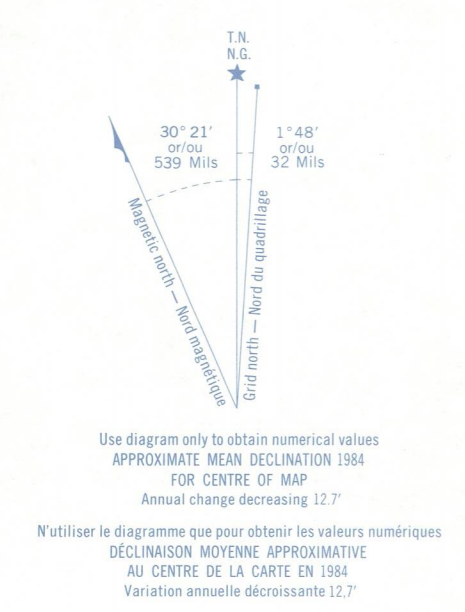 T.N.
N.G.
30° 21′
or/ou
539 Mils
1°48′
or/ou
32 Mils
Magnetic north — Nord magnétique
Grid north — Nord du quadrillage
Use diagram only to obtain numerical values
APPROXIMATE MEAN DECLINATION 1984
FOR CENTRE OF MAP
Annual change decreasing 12.7′
N'utiliser le diagramme que pour obtenir les valeurs numériques
DÉCLINAISON MOYENNE APPROXIMATIVE
AU CENTRE DE LA CARTE EN 1984
Variation annuelle décroissante 12,7′